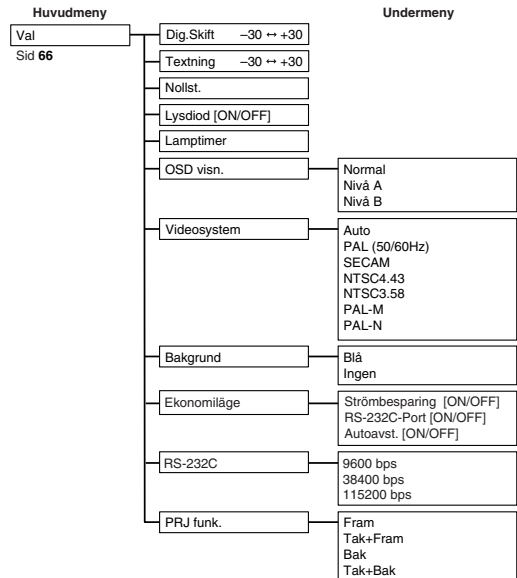 Huvudmeny Undermeny
Val
Sid 66
Dig.Skift –30 ↔ +30
Textning –30 ↔ +30
Nollst.
Lysdiod [ON/OFF]
Lamptimer
OSD visn.
Normal
Nivå A
Nivå B
Videosystem
Auto
PAL (50/60Hz)
SECAM
NTSC4.43
NTSC3.58
PAL-M
PAL-N
Bakgrund
Blå
Ingen
Ekonomiläge
Strömbesparing [ON/OFF]
RS-232C-Port [ON/OFF]
Autoavst. [ON/OFF]
RS-232C
9600 bps
38400 bps
115200 bps
PRJ funk.
Fram
Tak+Fram
Bak
Tak+Bak